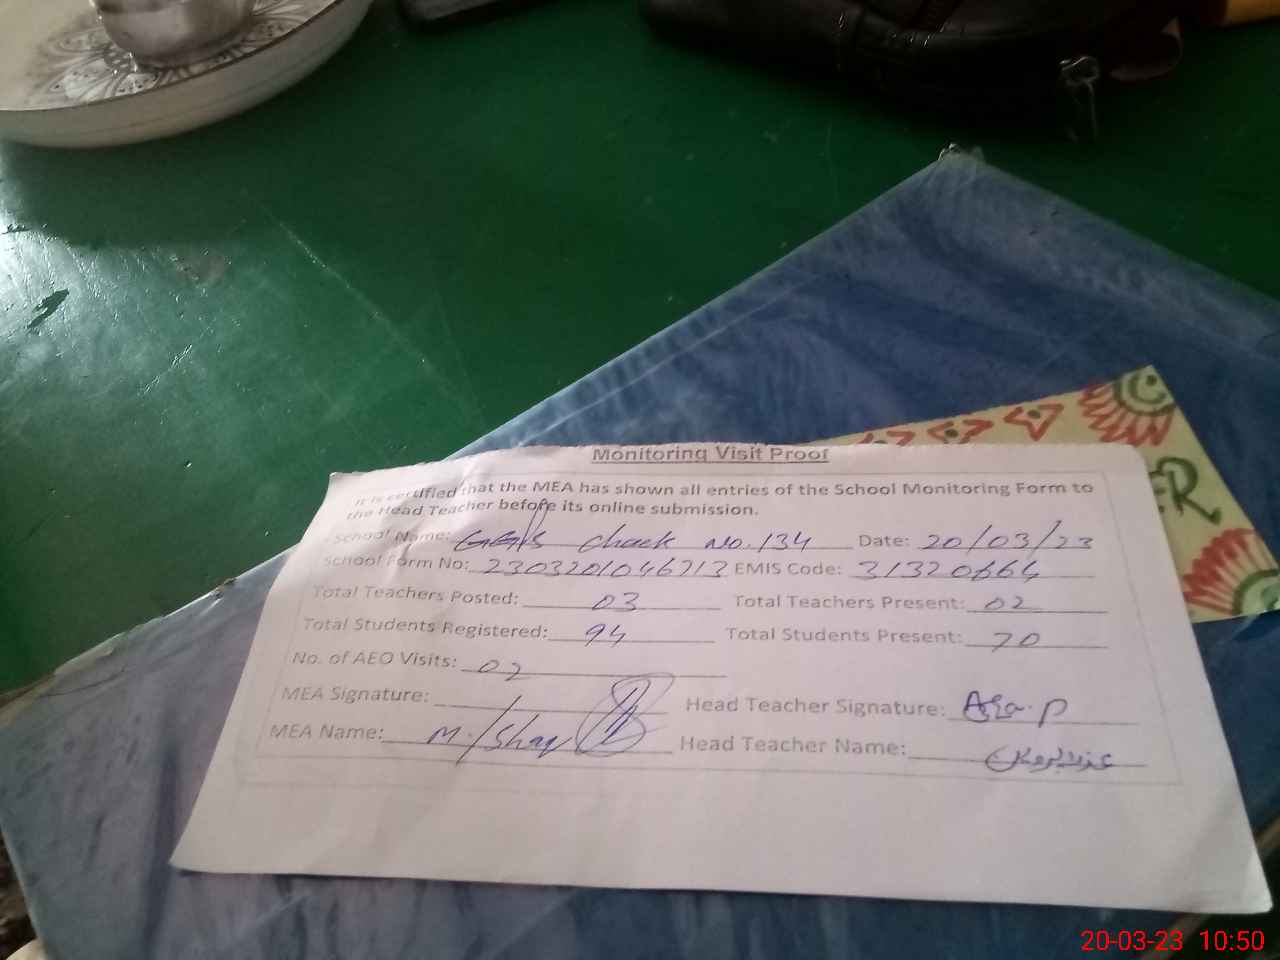 Monitoring Visit Proof
It is certified that the MEA has shown all entries of the School Monitoring Form to
the Head Teacher before its online submission.
School Name: GGPS Chack No. 134 Date: 20/03/23
School Form No: 2303201046713 EMIS Code: 31320664
Total Teachers Posted: 03 Total Teachers Present: 02
Total Students Registered: 94 Total Students Present: 70
No. of AEO Visits: 02
MEA Signature: Head Teacher Signature:
MEA Name: M. Ishaq Head Teacher Name:
ER
20-03-23 10:50